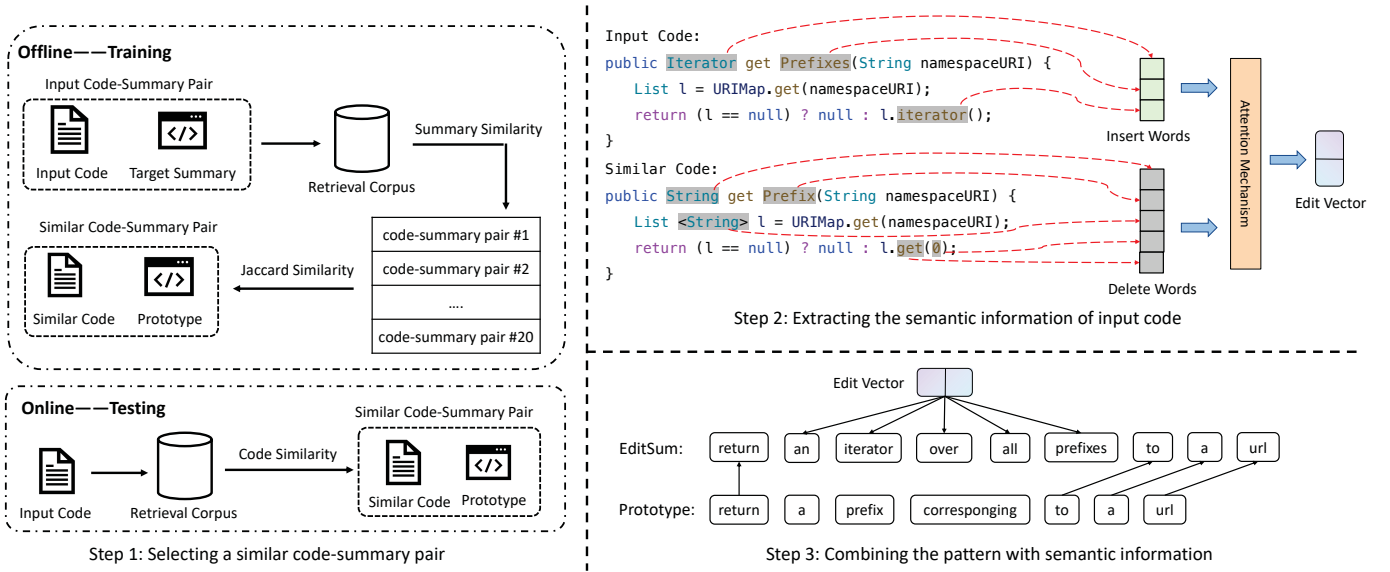 Offline——Training
Input Code-Summary Pair
Input Code
Target Summary
Retrieval Corpus
Summary Similarity
code-summary pair #1
code-summary pair #2
....
code-summary pair #20
Jaccard Similarity
Similar Code-Summary Pair
Similar Code
Prototype
Online——Testing
Input Code
Retrieval Corpus
Code Similarity
Similar Code-Summary Pair
Similar Code
Prototype
Step 1: Selecting a similar code-summary pair
Input Code:
public Iterator get Prefixes(String namespaceURI) {
List l = URIMap.get(namespaceURI);
return (l == null) ? null : l.iterator();
}
Similar Code:
public String get Prefix(String namespaceURI) {
List <String> l = URIMap.get(namespaceURI);
return (l == null) ? null : l.get(0);
}
Insert Words
Delete Words
Attention Mechanism
Edit Vector
Step 2: Extracting the semantic information of input code
Edit Vector
EditSum: return an iterator over all prefixes to a url
Prototype: return a prefix corresponging to a url
Step 3: Combining the pattern with semantic information